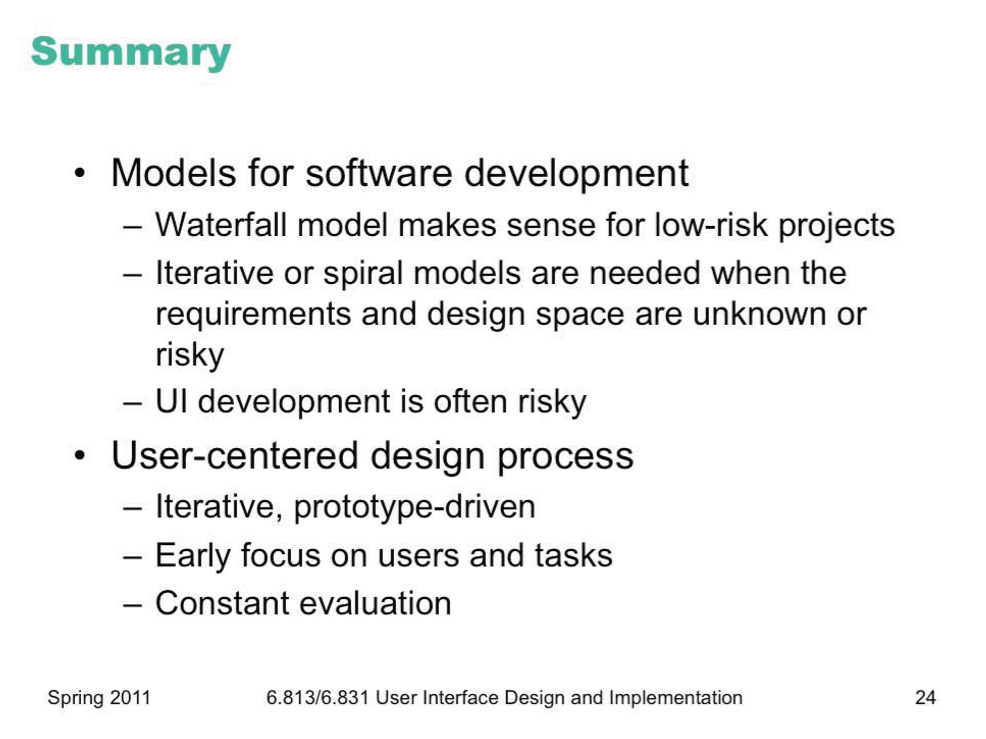 Summary
• Models for software development
– Waterfall model makes sense for low-risk projects
– Iterative or spiral models are needed when the
requirements and design space are unknown or
risky
– UI development is often risky
• User-centered design process
– Iterative, prototype-driven
– Early focus on users and tasks
– Constant evaluation
Spring 2011 6.813/6.831 User Interface Design and Implementation 24